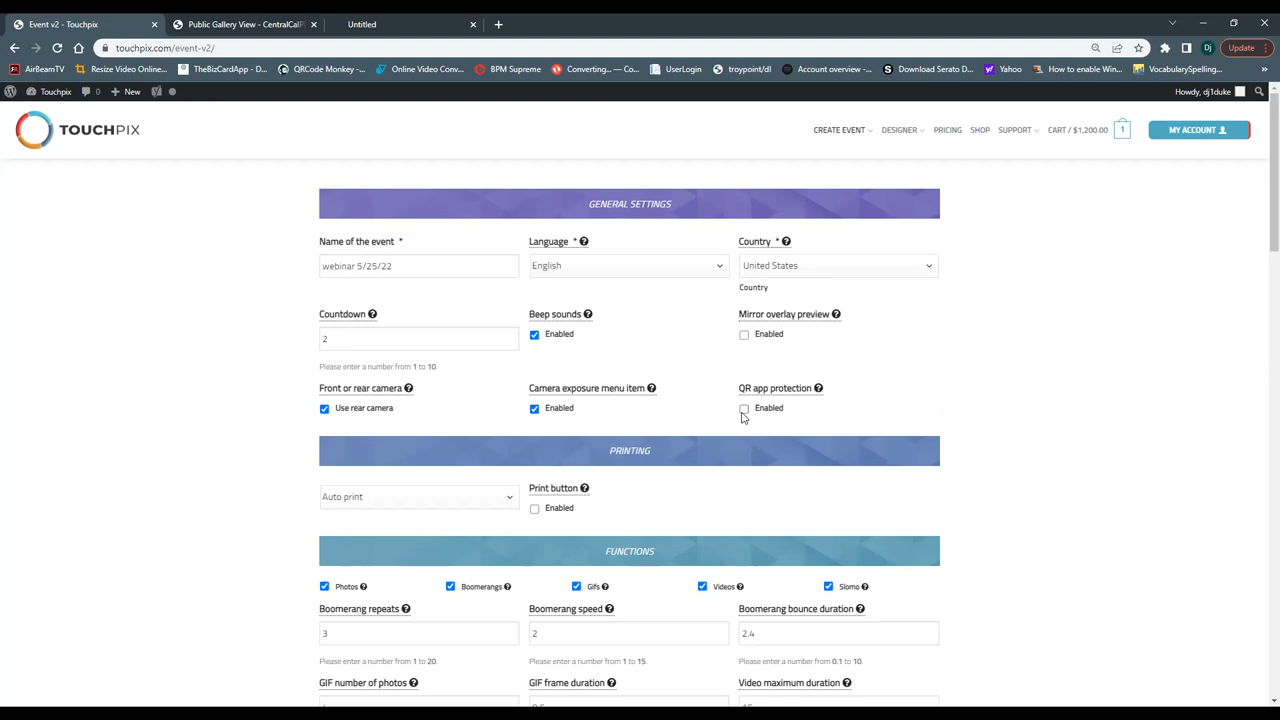 Event v2 - Touchpix
Public Gallery View - CentralCalP
Untitled
touchpix.com/event-v2/
Dj
Update
AirBeamTV
Resize Video Online...
TheBizCardApp - D...
QRCode Monkey -...
Online Video Conv...
BPM Supreme
Converting... — Co...
UserLogin
troypoint/dl
Account overview -...
Download Serato D...
Yahoo
How to enable Win...
VocabularySpelling...
Touchpix
0
New
Howdy, dj1duke
TOUCHPIX
CREATE EVENT
DESIGNER
PRICING
SHOP
SUPPORT
CART / $1,200.00
1
MY ACCOUNT
GENERAL SETTINGS
Name of the event *
Language *
Country *
webinar 5/25/22
English
United States
Country
Countdown
Beep sounds
Mirror overlay preview
Enabled
Enabled
2
Please enter a number from 1 to 10.
Front or rear camera
Camera exposure menu item
QR app protection
Use rear camera
Enabled
Enabled
PRINTING
Auto print
Print button
Enabled
FUNCTIONS
Photos
Boomerangs
Gifs
Videos
Slomo
Boomerang repeats
Boomerang speed
Boomerang bounce duration
3
2
2.4
Please enter a number from 1 to 20.
Please enter a number from 1 to 15.
Please enter a number from 0.1 to 10.
GIF number of photos
GIF frame duration
Video maximum duration